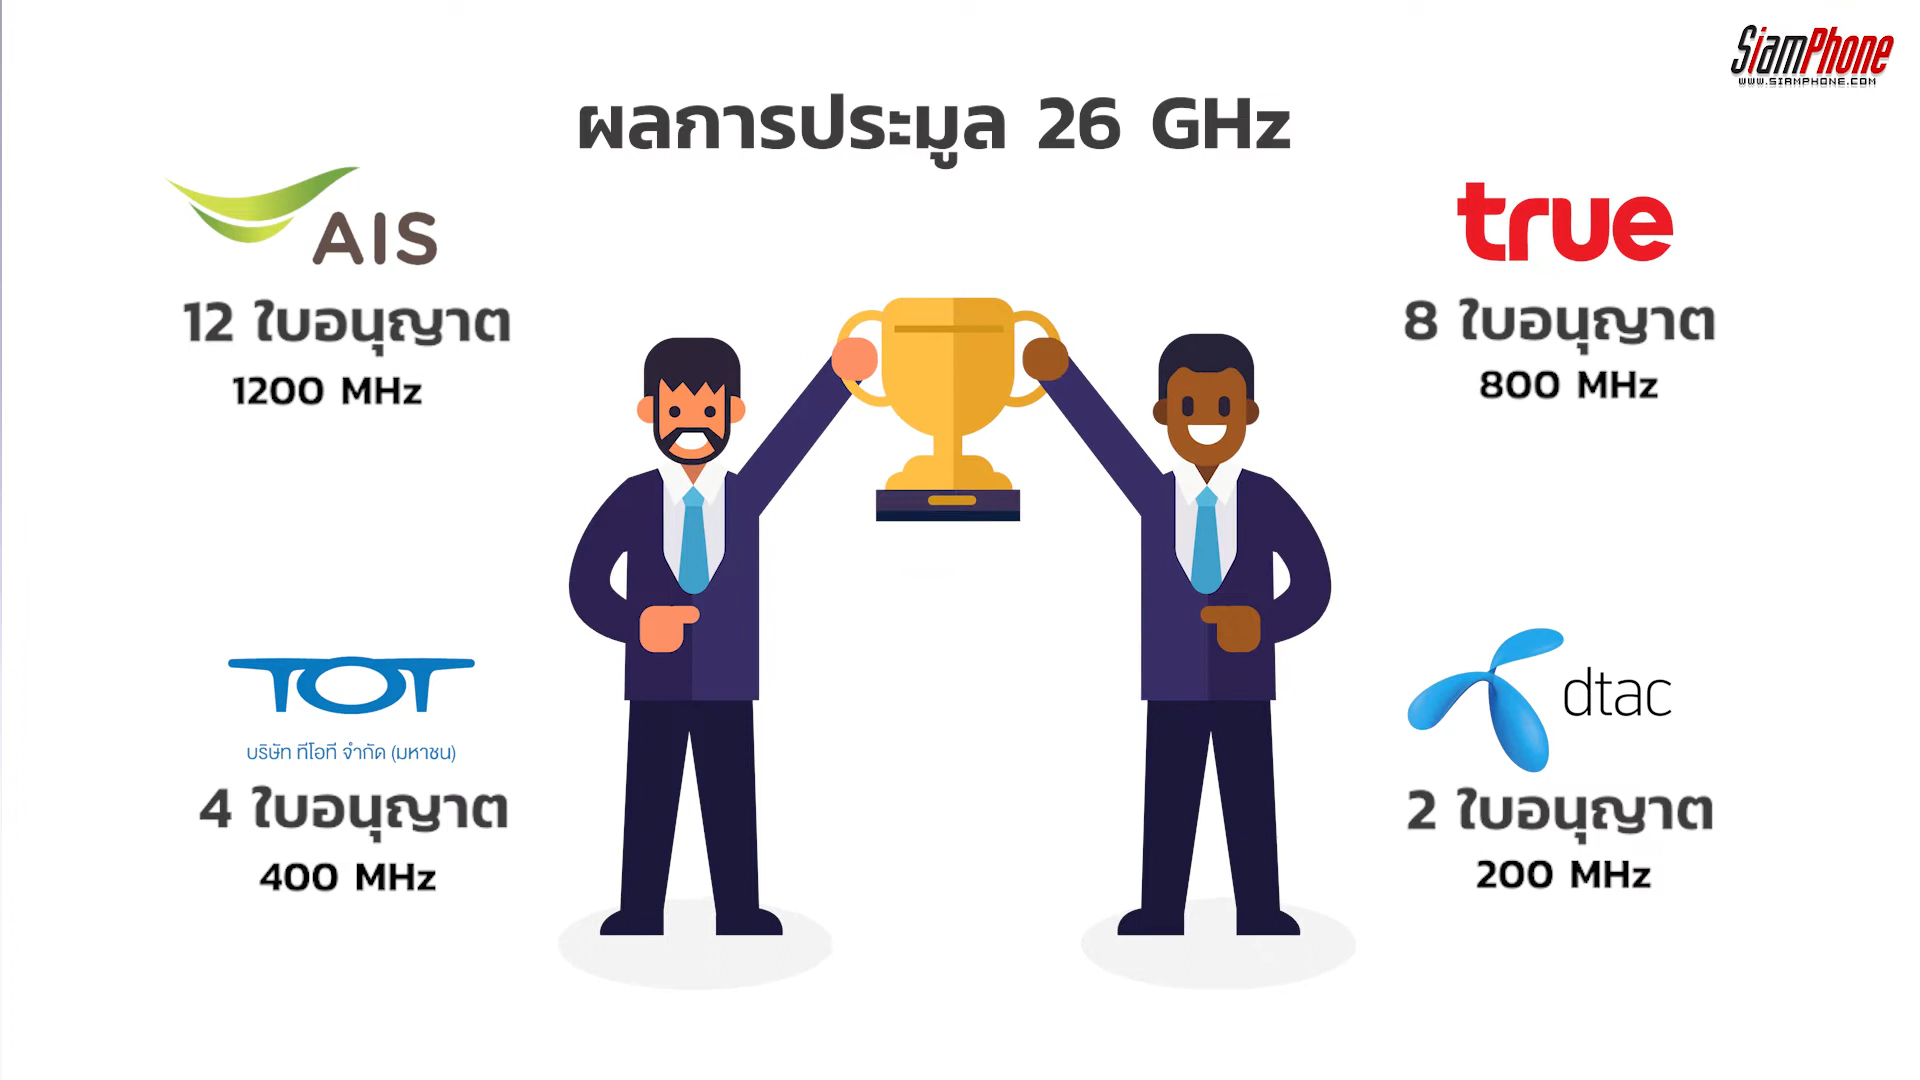 SiamPhone
WWW.SIAMPHONE.COM
ผลการประมูล 26 GHz
AIS
12 ใบอนุญาต
1200 MHz
true
8 ใบอนุญาต
800 MHz
TOT
บริษัท ทีโอที จำกัด (มหาชน)
4 ใบอนุญาต
400 MHz
dtac
2 ใบอนุญาต
200 MHz